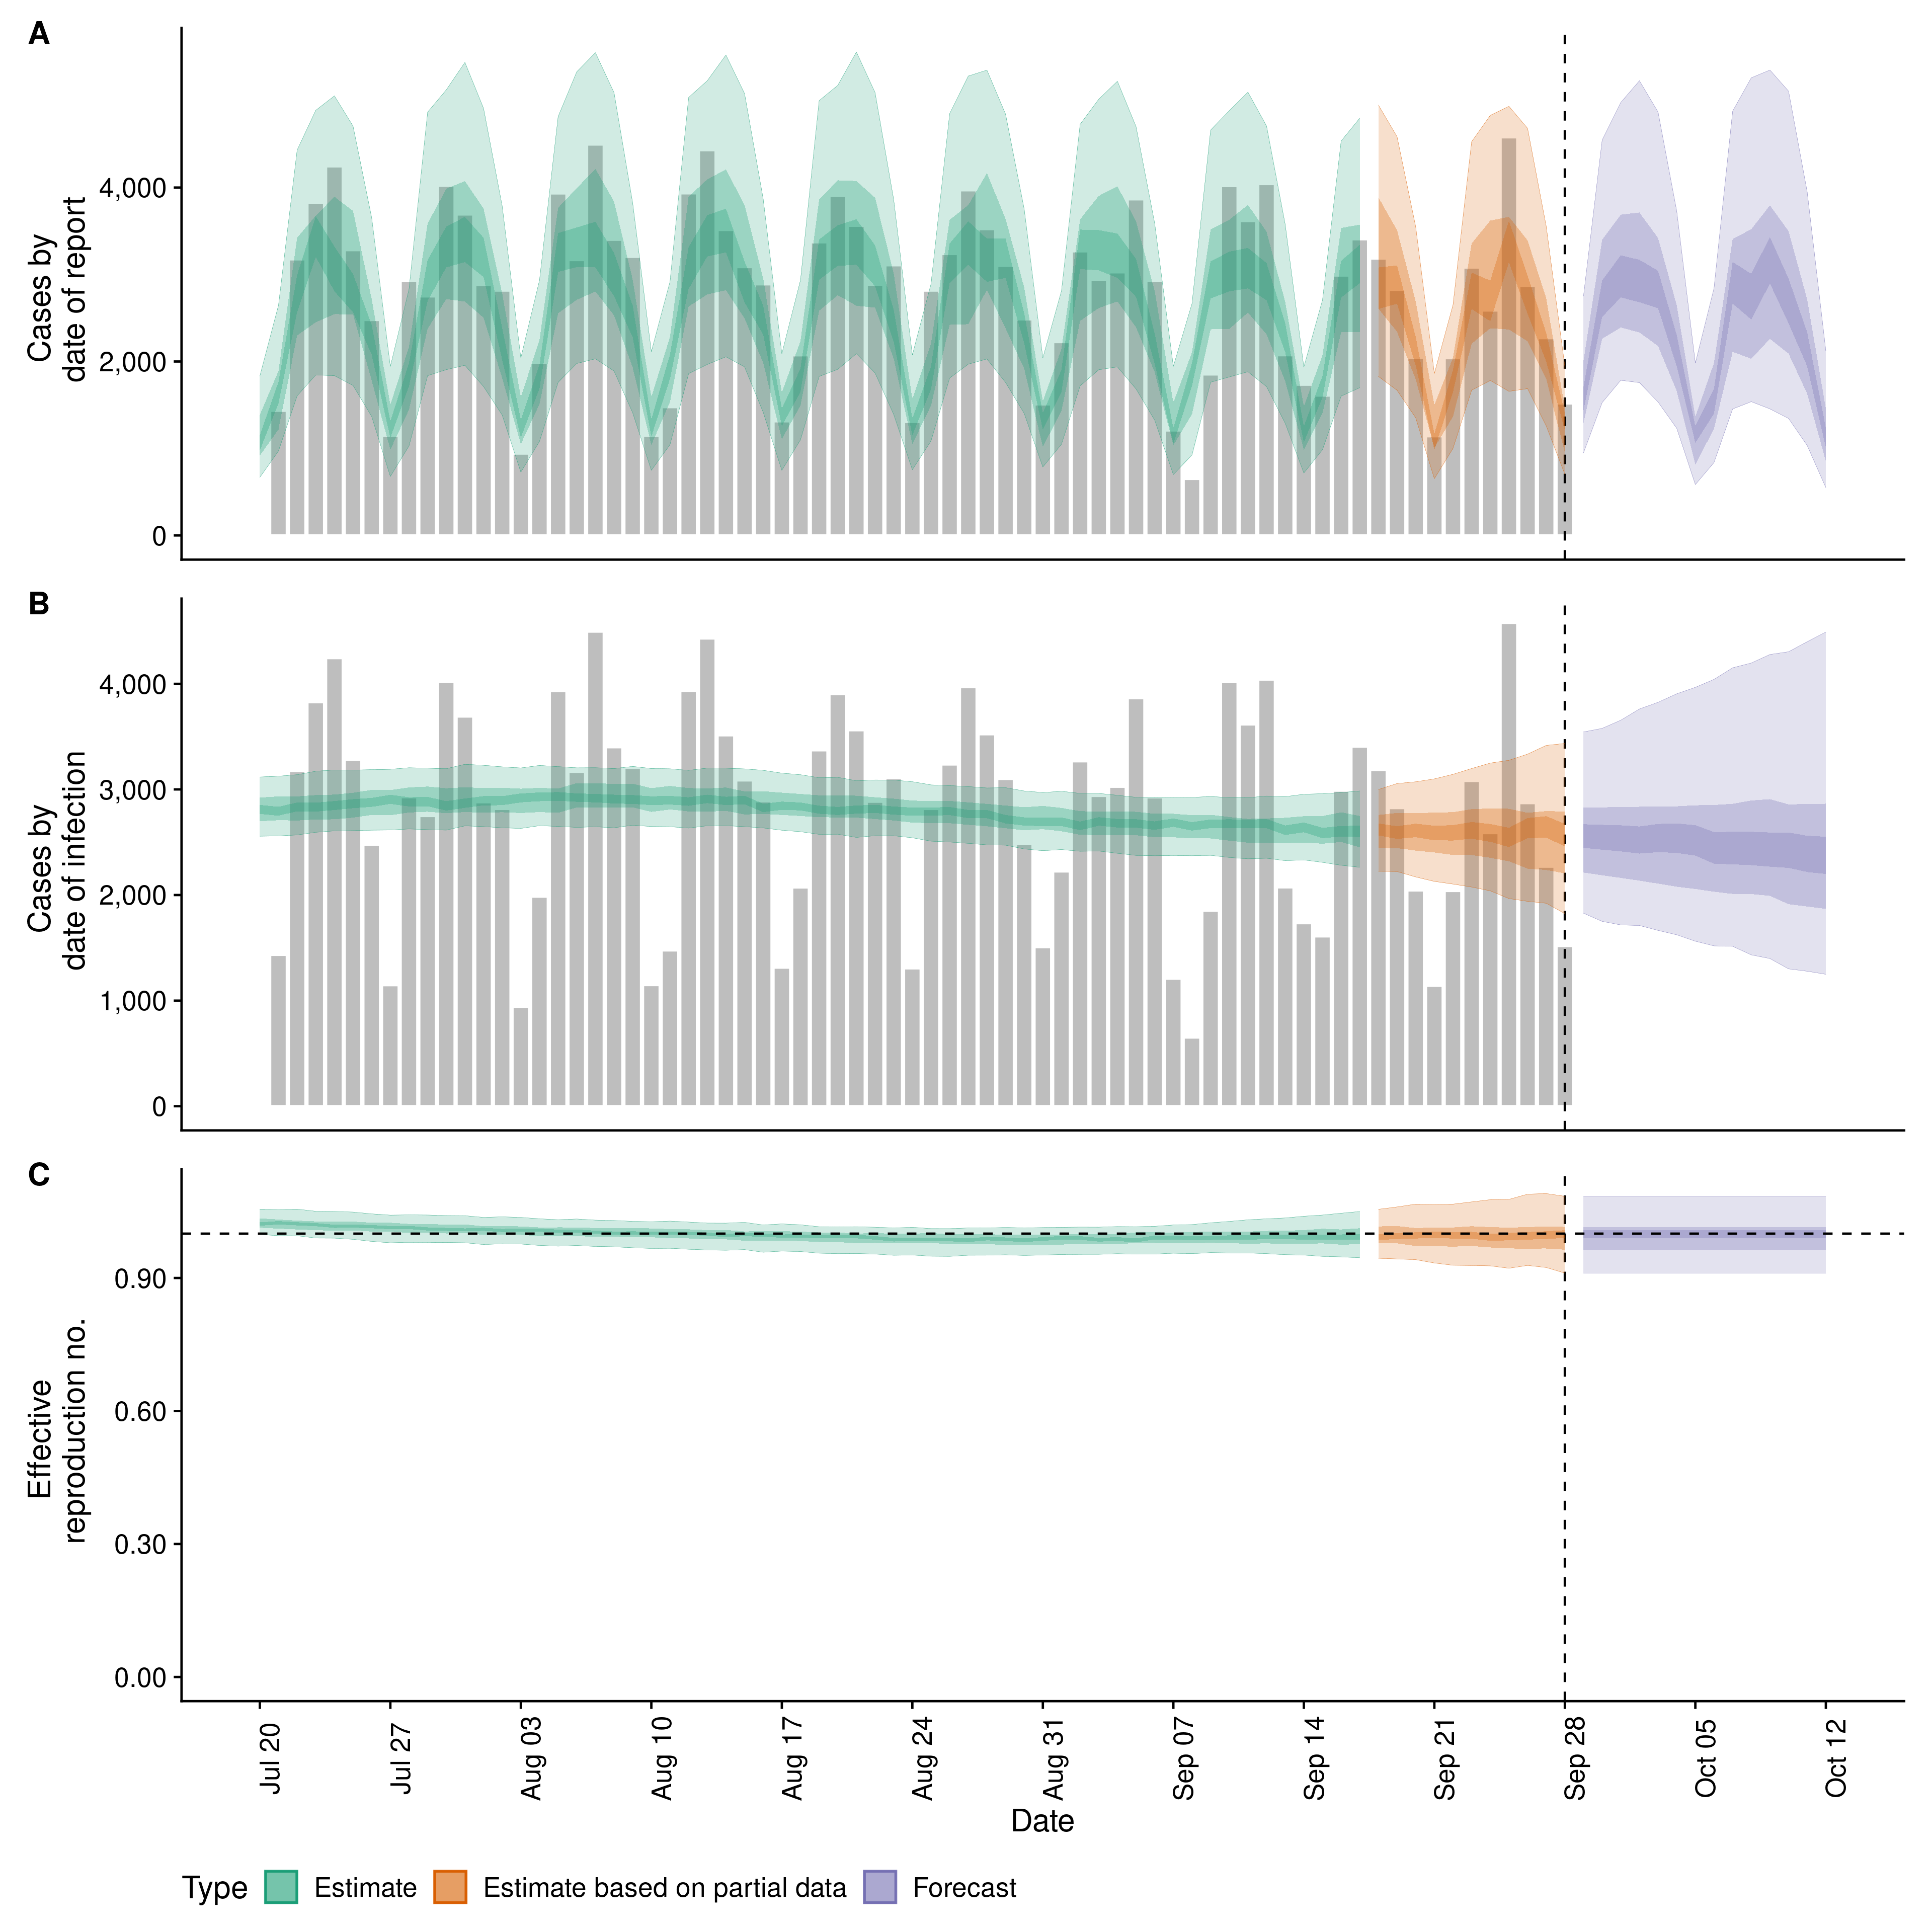 A
Cases by
date of report
4,000
2,000
0
B
Cases by
date of infection
4,000
3,000
2,000
1,000
0
C
Effective
reproduction no.
0.90
0.60
0.30
0.00
Jul 20
Jul 27
Aug 03
Aug 10
Aug 17
Aug 24
Aug 31
Sep 07
Sep 14
Sep 21
Sep 28
Oct 05
Oct 12
Date
Type Estimate Estimate based on partial data Forecast